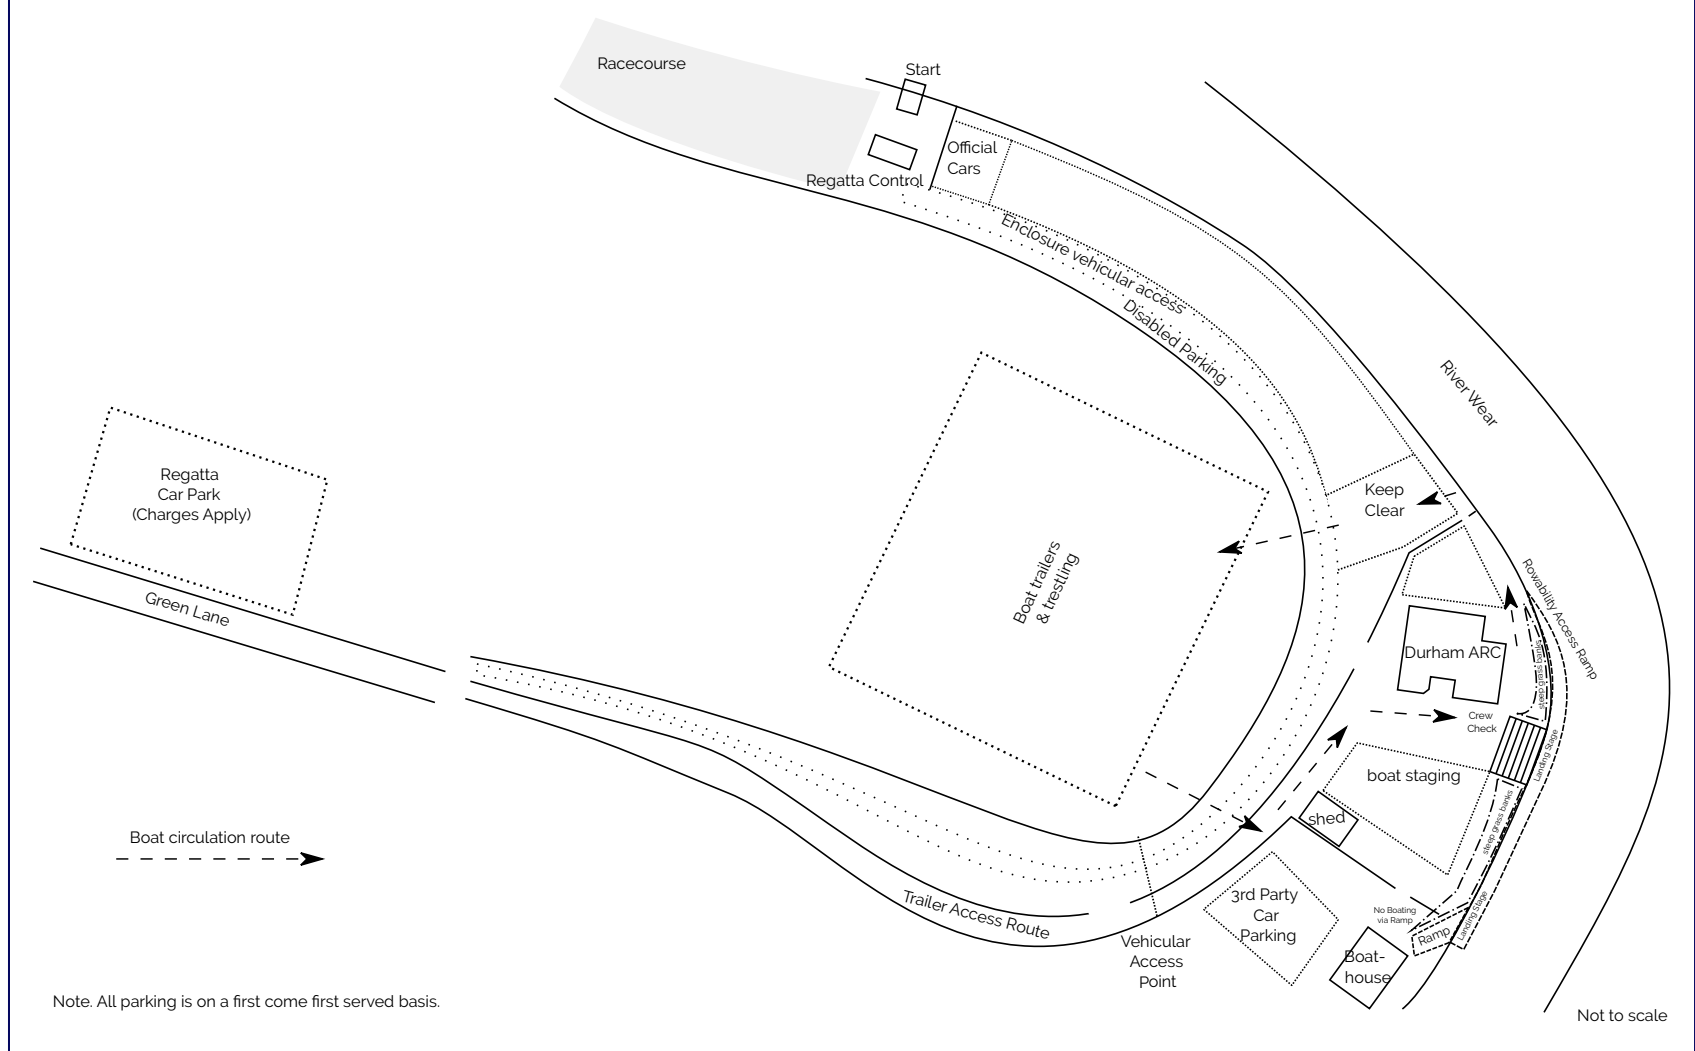 Racecourse
Start
Official
Cars
Regatta Control
Enclosure vehicular access
Disabled Parking
River Wear
Regatta
Car Park
(Charges Apply)
Keep
Clear
Boat trailers
& trestling
Rowability Access Ramp
Green Lane
Durham ARC
steep grass banks
Crew
Check
Landing Stage
boat staging
shed
steep grass banks
Boat circulation route
Trailer Access Route
3rd Party
Car
Parking
No Boating
via Ramp
Landing Stage
Ramp
Vehicular
Access
Point
Boat-
house
Note. All parking is on a first come first served basis.
Not to scale